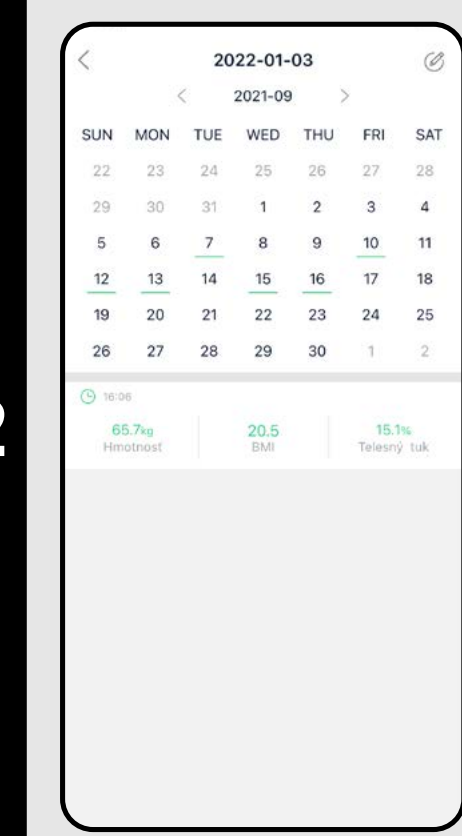 2022-01-03
2021-09
SUN MON TUE WED THU FRI SAT
22 23 24 25 26 27 28
29 30 31 1 2 3 4
5 6 7 8 9 10 11
12 13 14 15 16 17 18
19 20 21 22 23 24 25
26 27 28 29 30 1 2
16:06
65.7kg 20.5 15.1%
Hmotnosť BMI Telesný tuk